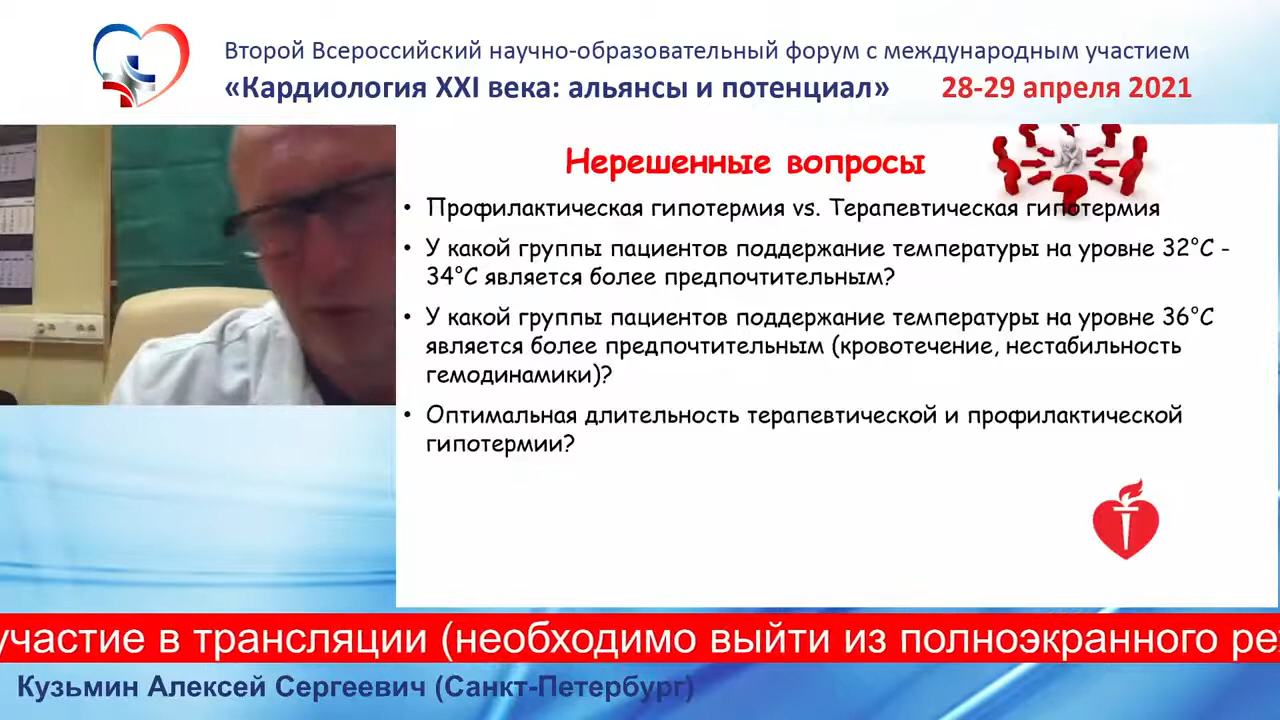 Второй Всероссийский научно-образовательный форум с международным участием
«Кардиология XXI века: альянсы и потенциал» 28-29 апреля 2021
Нерешенные вопросы
• Профилактическая гипотермия vs. Терапевтическая гипотермия
• У какой группы пациентов поддержание температуры на уровне 32°C -
34°C является более предпочтительным?
• У какой группы пациентов поддержание температуры на уровне 36°C
является более предпочтительным (кровотечение, нестабильность
гемодинамики)?
• Оптимальная длительность терапевтической и профилактической
гипотермии?
участие в трансляции (необходимо выйти из полноэкранного реж
Кузьмин Алексей Сергеевич (Санкт-Петербург)